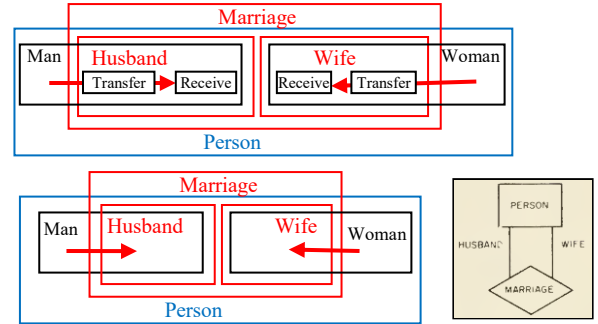 Marriage
Man Husband Wife Woman
Transfer Receive Receive Transfer
Person
Marriage
Man Husband Wife Woman
Person
PERSON
HUSBAND WIFE
MARRIAGE